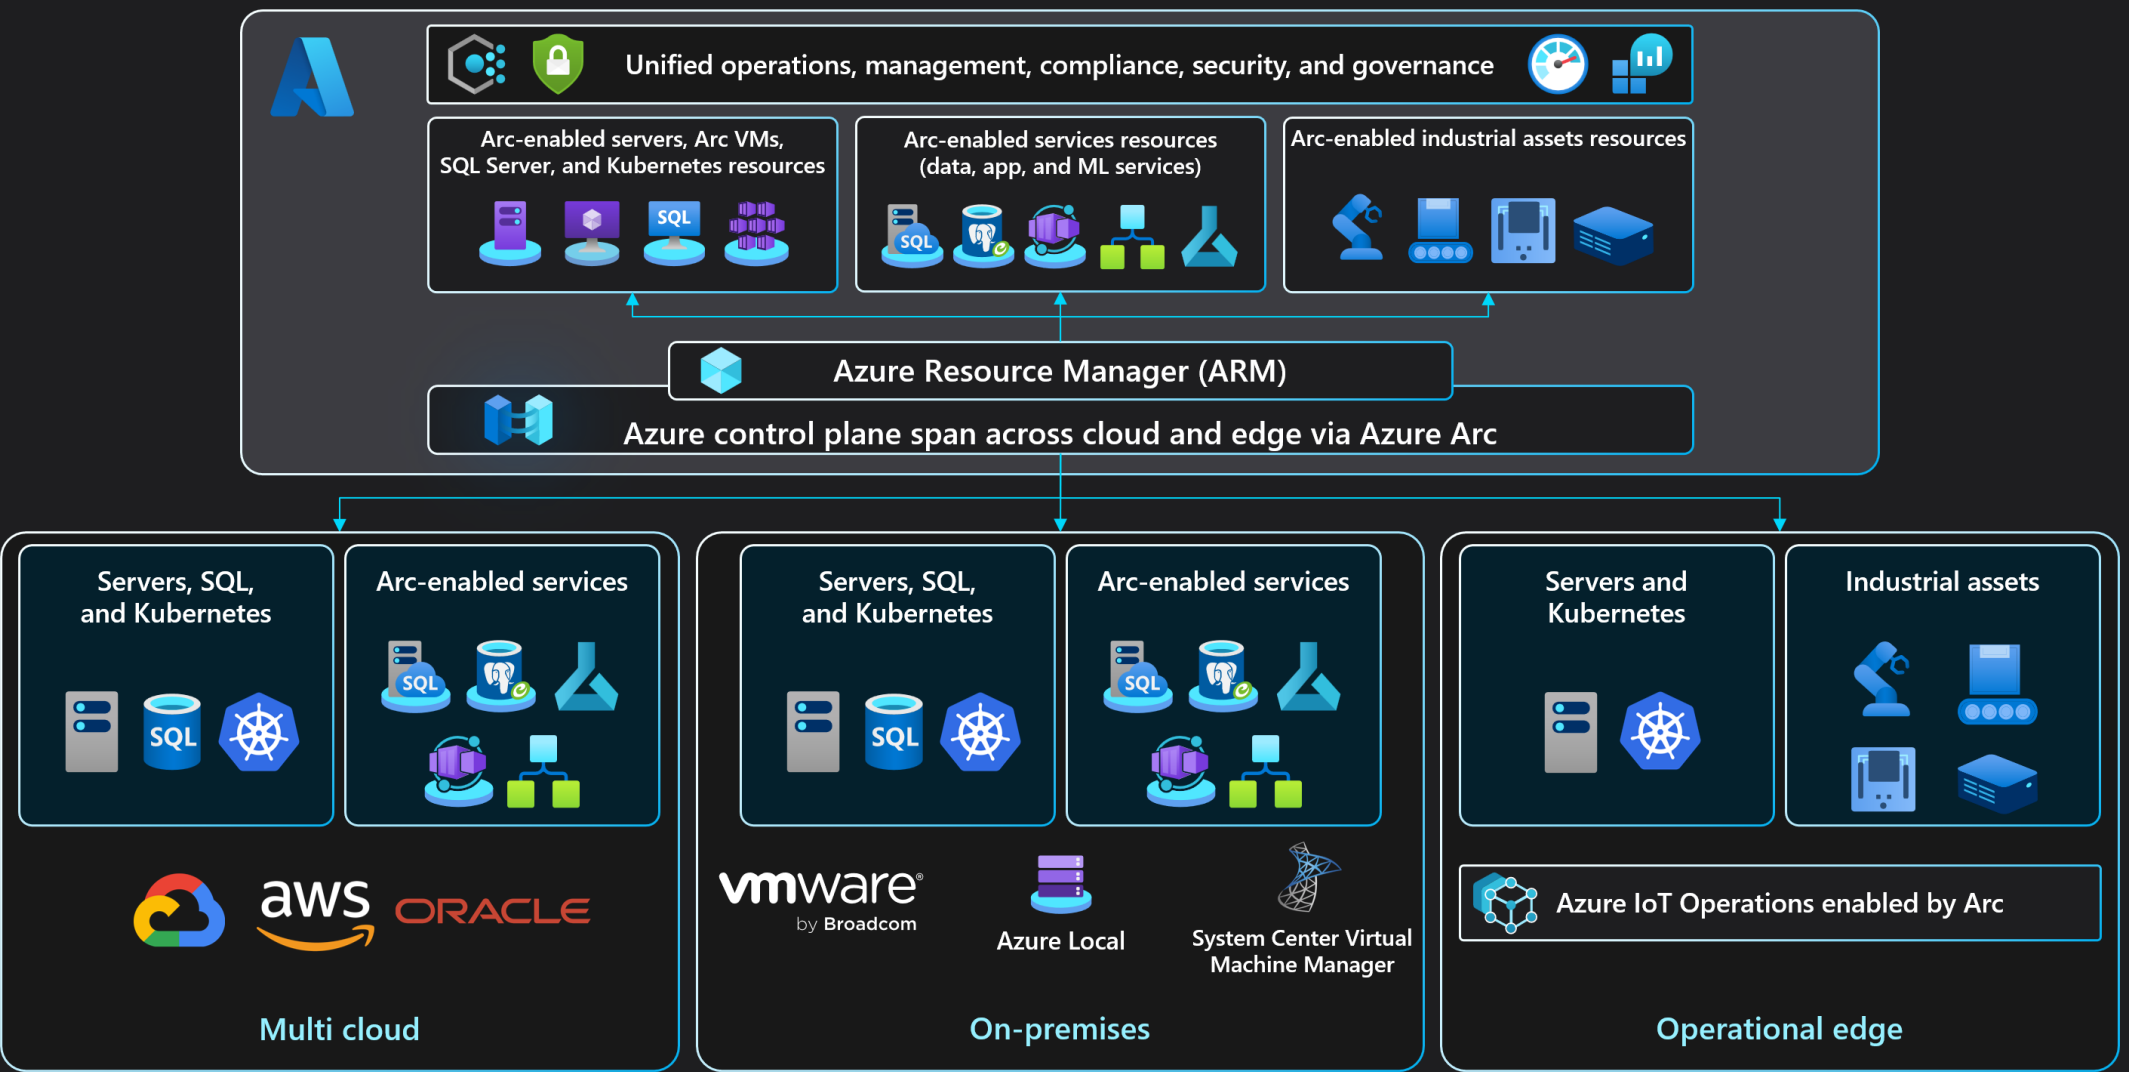 Unified operations, management, compliance, security, and governance
Arc-enabled servers, Arc VMs,
SQL Server, and Kubernetes resources
SQL
Arc-enabled services resources
(data, app, and ML services)
SQL
Arc-enabled industrial assets resources
Azure Resource Manager (ARM)
Azure control plane span across cloud and edge via Azure Arc
Servers, SQL,
and Kubernetes
SQL
Arc-enabled services
SQL
aws
ORACLE
Multi cloud
Servers, SQL,
and Kubernetes
SQL
Arc-enabled services
SQL
vmware®
by Broadcom
Azure Local
System Center Virtual
Machine Manager
On-premises
Servers and
Kubernetes
Industrial assets
Azure IoT Operations enabled by Arc
Operational edge